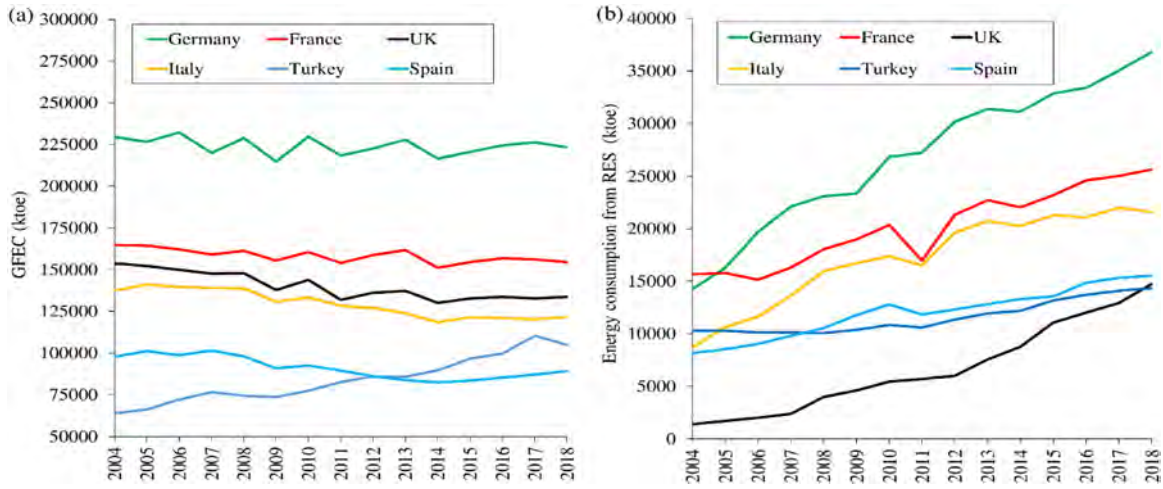 (a)
300000
275000
250000
225000
200000
175000
150000
125000
100000
75000
50000
GFEC (ktoe)
Germany France UK
Italy Turkey Spain
2004 2005 2006 2007 2008 2009 2010 2011 2012 2013 2014 2015 2016 2017 2018
(b)
40000
35000
30000
25000
20000
15000
10000
5000
0
Energy consumption from RES (ktoe)
Germany France UK
Italy Turkey Spain
2004 2005 2006 2007 2008 2009 2010 2011 2012 2013 2014 2015 2016 2017 2018